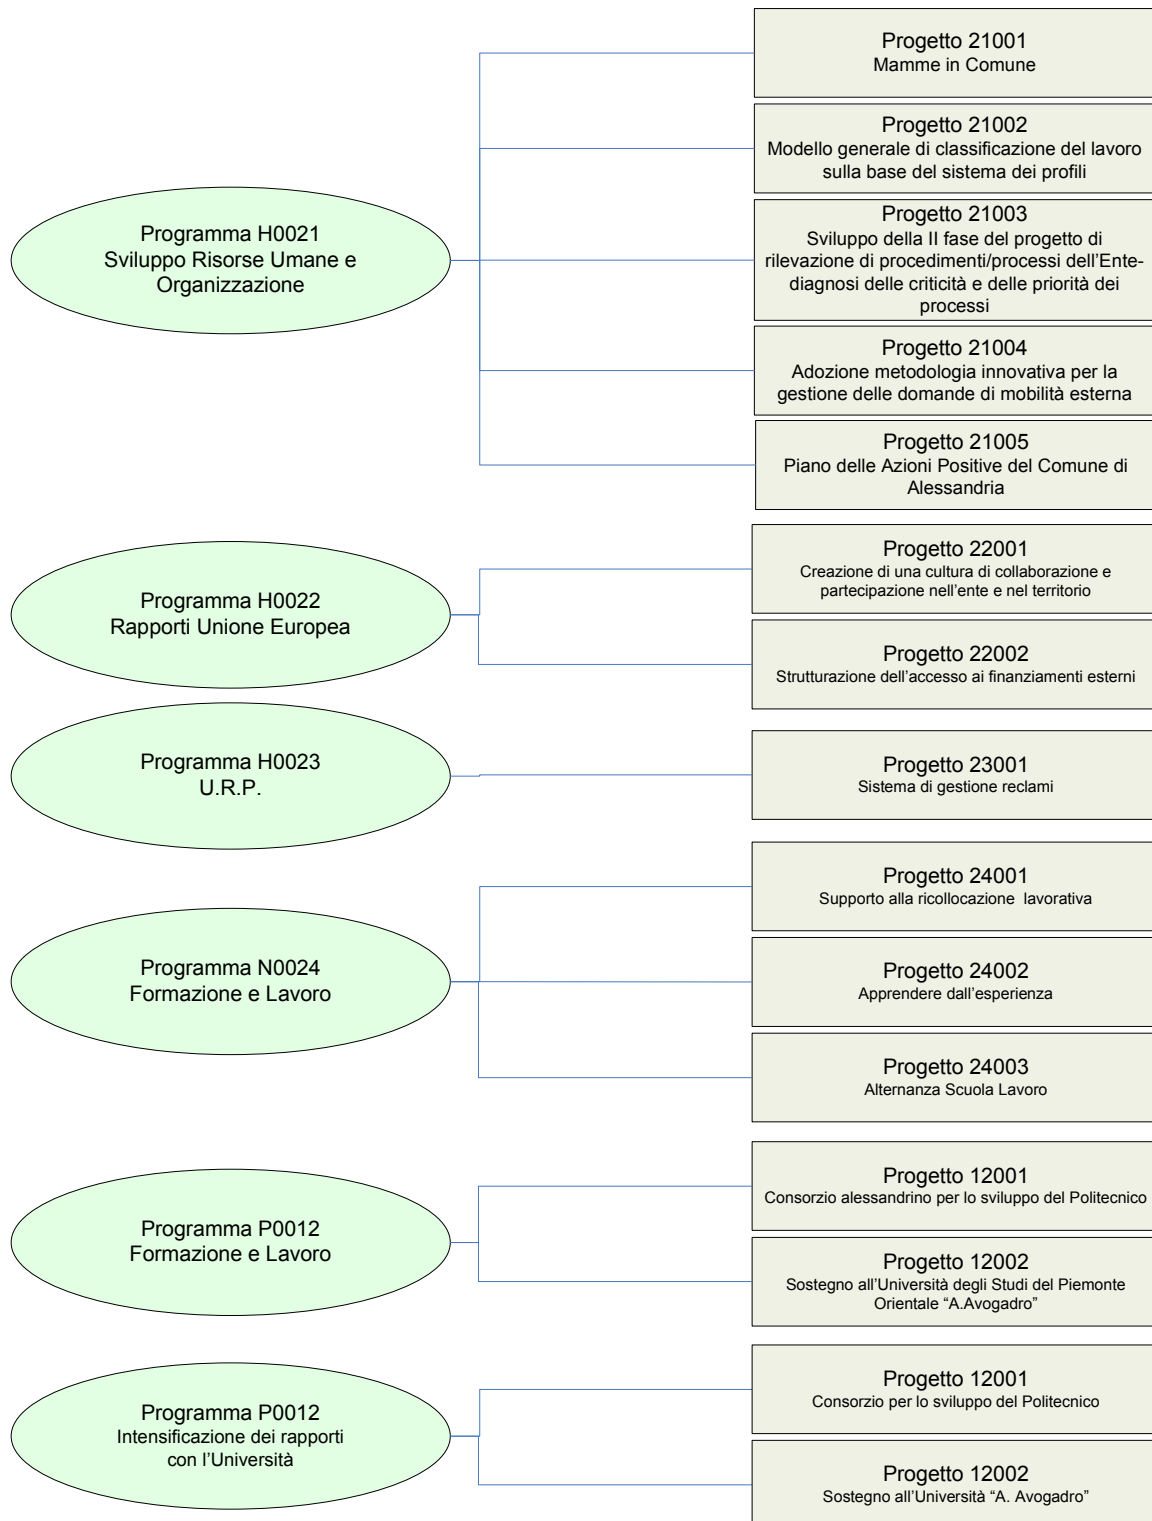 Programma H0021
Sviluppo Risorse Umane e
Organizzazione
Progetto 21001
Mamme in Comune
Progetto 21002
Modello generale di classificazione del lavoro
sulla base del sistema dei profili
Progetto 21003
Sviluppo della II fase del progetto di
rilevazione di procedimenti/processi dell’Ente-
diagnosi delle criticità e delle priorità dei
processi
Progetto 21004
Adozione metodologia innovativa per la
gestione delle domande di mobilità esterna
Progetto 21005
Piano delle Azioni Positive del Comune di
Alessandria
Programma H0022
Rapporti Unione Europea
Progetto 22001
Creazione di una cultura di collaborazione e
partecipazione nell’ente e nel territorio
Progetto 22002
Strutturazione dell’accesso ai finanziamenti esterni
Programma H0023
U.R.P.
Progetto 23001
Sistema di gestione reclami
Programma N0024
Formazione e Lavoro
Progetto 24001
Supporto alla ricollocazione lavorativa
Progetto 24002
Apprendere dall’esperienza
Progetto 24003
Alternanza Scuola Lavoro
Programma P0012
Formazione e Lavoro
Progetto 12001
Consorzio alessandrino per lo sviluppo del Politecnico
Progetto 12002
Sostegno all’Università degli Studi del Piemonte
Orientale “A.Avogadro”
Programma P0012
Intensificazione dei rapporti
con l’Università
Progetto 12001
Consorzio per lo sviluppo del Politecnico
Progetto 12002
Sostegno all’Università “A. Avogadro”